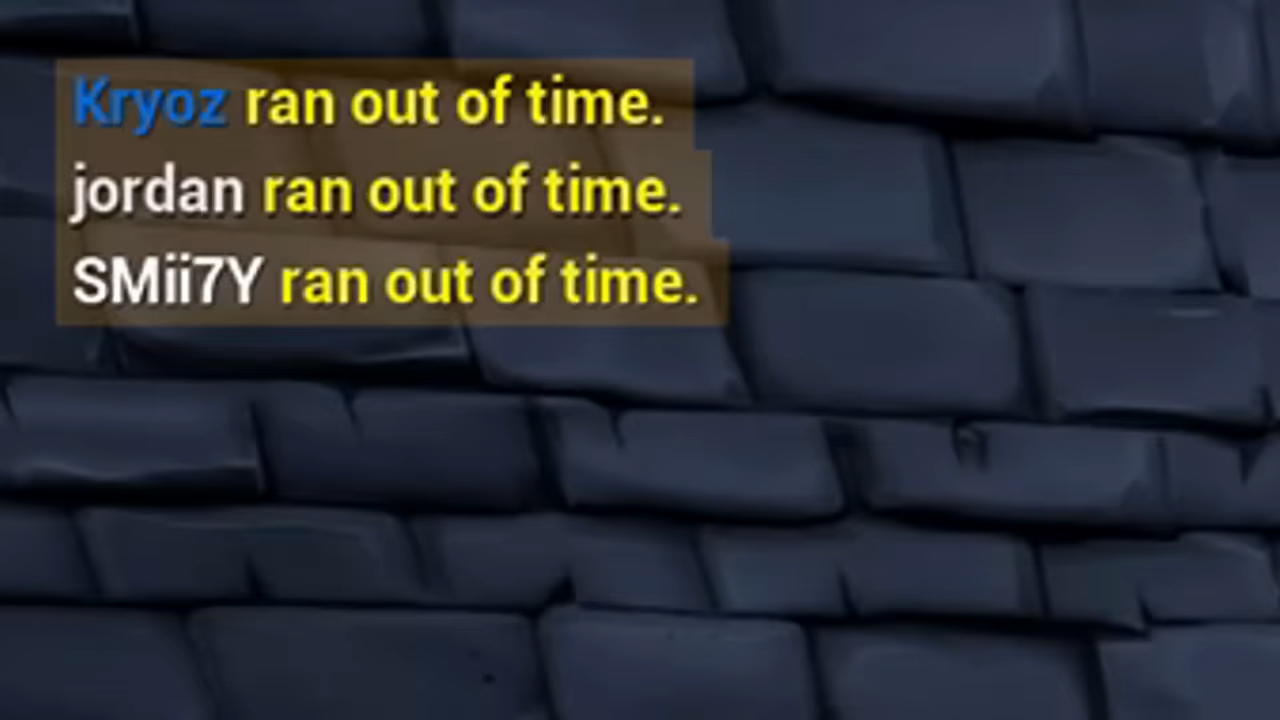 Kryoz ran out of time.
jordan ran out of time.
SMii7Y ran out of time.